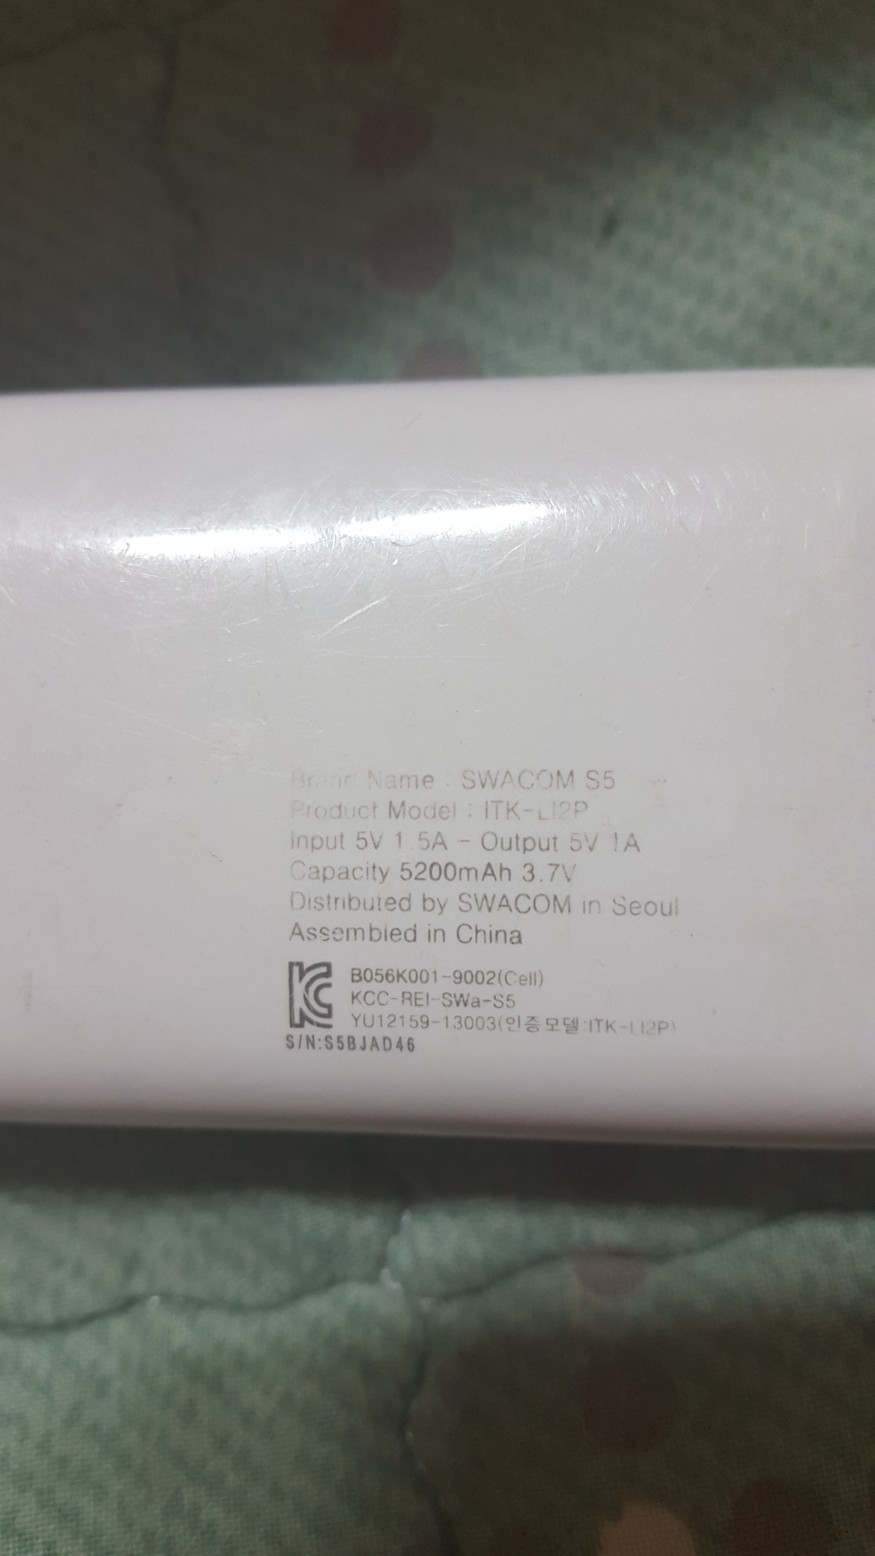 Brand Name : SWACOM S5
Product Model : ITK-LI2P
Input 5V 1.5A - Output 5V 1A
Capacity 5200mAh 3.7V
Distributed by SWACOM in Seoul
Assembled in China
B056K001-9002(Cell)
KCC-REI-SWa-S5
YU12159-13003(인증모델:ITK-LI2P)
S/N:S5BJAD46